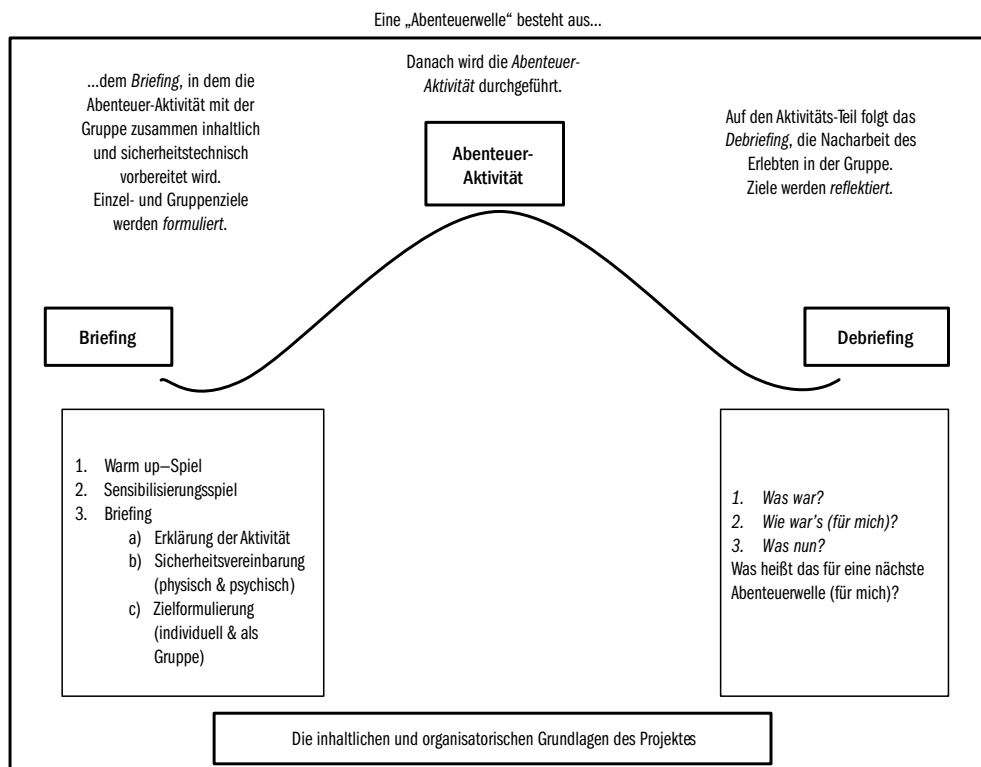 Eine „Abenteuerwelle“ besteht aus...
...dem Briefing, in dem die
Abenteuer-Aktivität mit der
Gruppe zusammen inhaltlich
und sicherheitstechnisch
vorbereitet wird.
Einzel- und Gruppenziele
werden formuliert.
Danach wird die Abenteuer-
Aktivität durchgeführt.
Auf den Aktivitäts-Teil folgt das
Debriefing, die Nacharbeit des
Erlebten in der Gruppe.
Ziele werden reflektiert.
Abenteuer-
Aktivität
Briefing
Debriefing
1. Warm up–Spiel
2. Sensibilisierungsspiel
3. Briefing
a) Erklärung der Aktivität
b) Sicherheitsvereinbarung
(physisch & psychisch)
c) Zielformulierung
(individuell & als
Gruppe)
1. Was war?
2. Wie war’s (für mich)?
3. Was nun?
Was heißt das für eine nächste
Abenteuerwelle (für mich)?
Die inhaltlichen und organisatorischen Grundlagen des Projektes